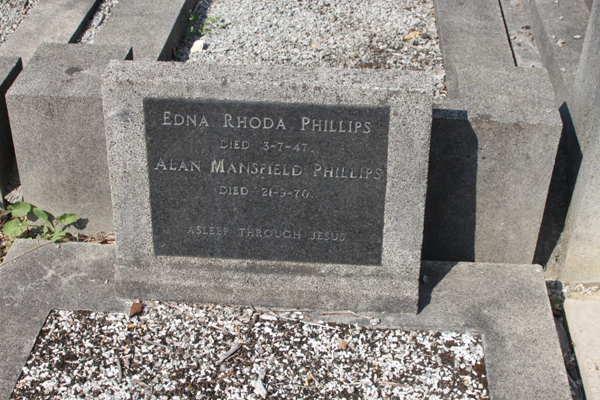 EDNA RHODA PHILLIPS
DIED 3-7-47.
ALAN MANSFIELD PHILLIPS
DIED 21-9-70.
ASLEEP THROUGH JESUS